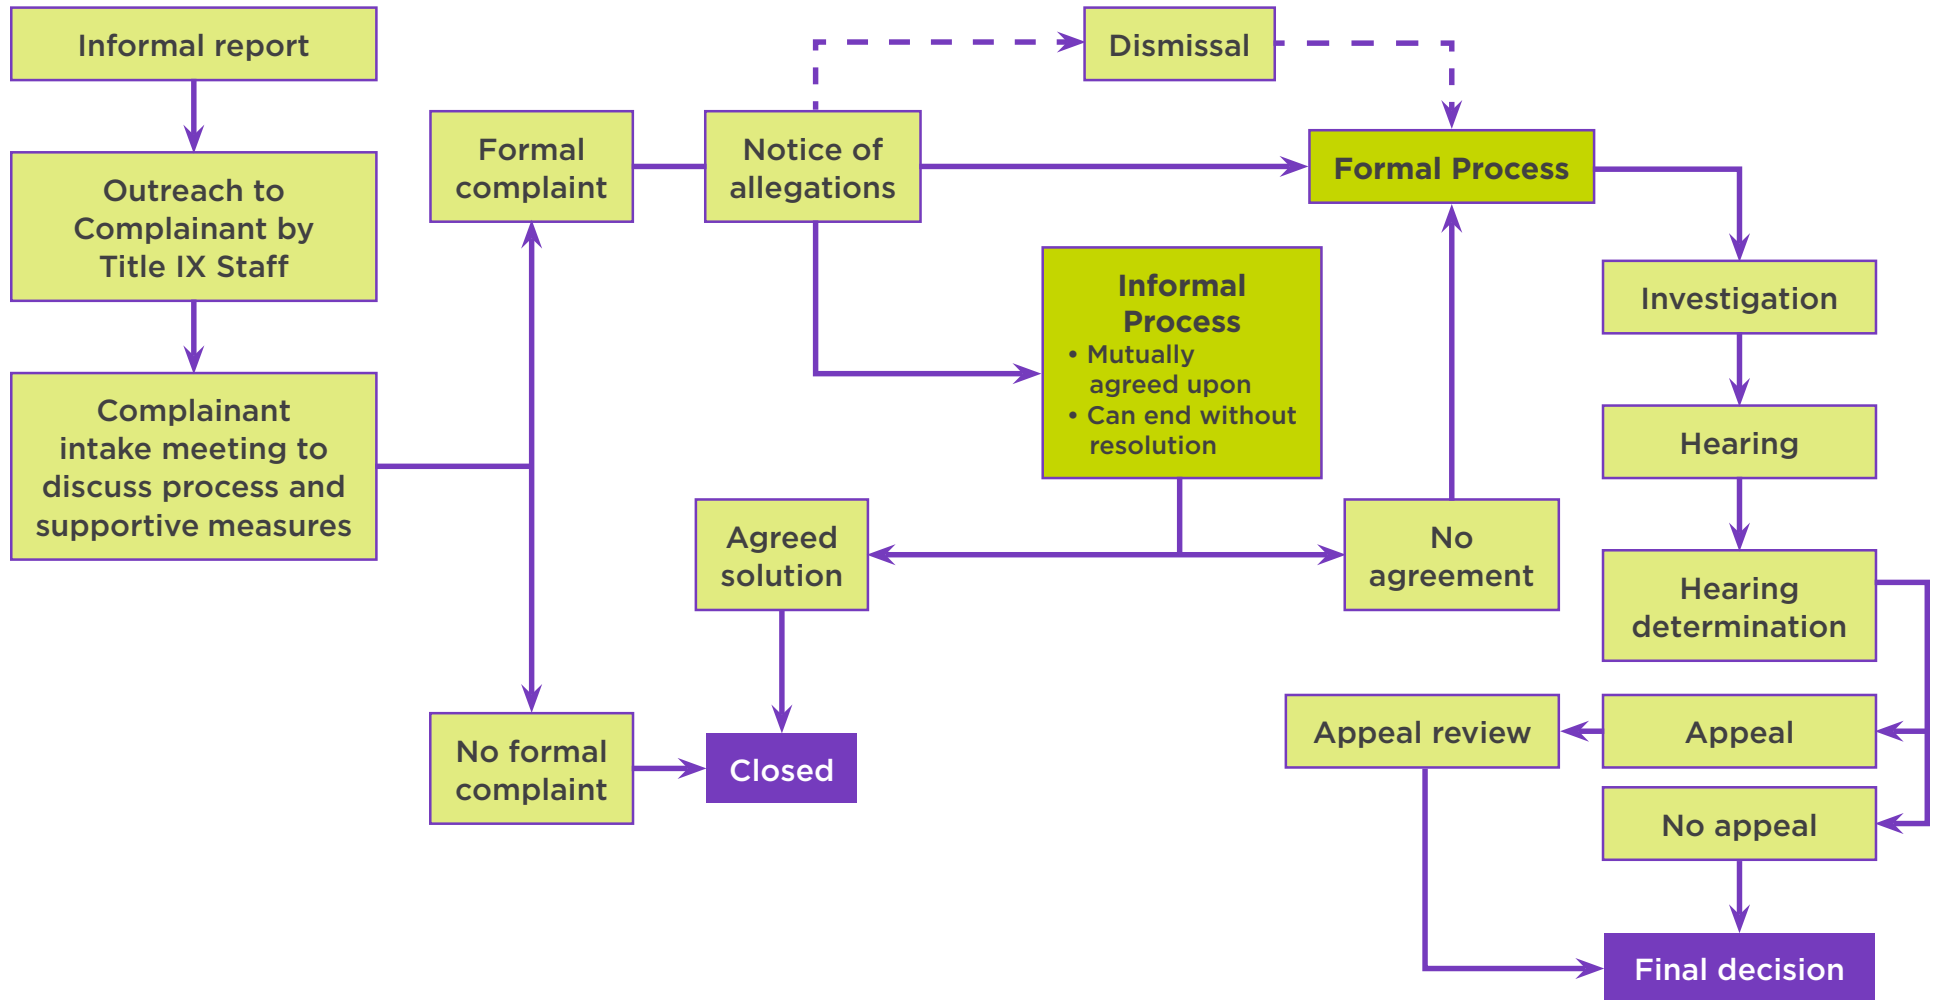 Informal report
Outreach to
Complainant by
Title IX Staff
Complainant
intake meeting to
discuss process and
supportive measures
Formal
complaint
No formal
complaint
Notice of
allegations
Dismissal
Formal Process
Informal
Process
• Mutually
agreed upon
• Can end without
resolution
Agreed
solution
No
agreement
Closed
Investigation
Hearing
Hearing
determination
Appeal
Appeal review
No appeal
Final decision